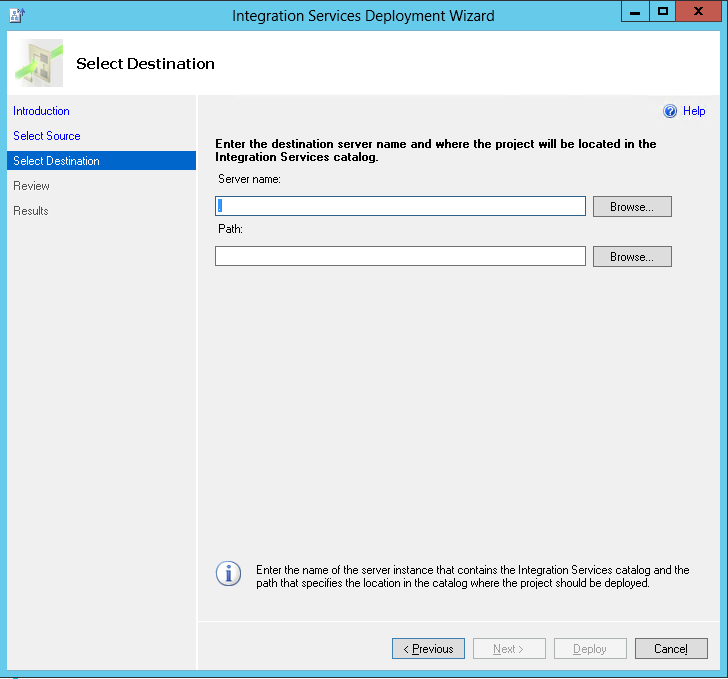 Integration Services Deployment Wizard
Select Destination
Introduction
Select Source
Select Destination
Review
Results
Help
Enter the destination server name and where the project will be located in the
Integration Services catalog.
Server name:
.
Browse...
Path:
Browse...
Enter the name of the server instance that contains the Integration Services catalog and the
path that specifies the location in the catalog where the project should be deployed.
< Previous
Next >
Deploy
Cancel